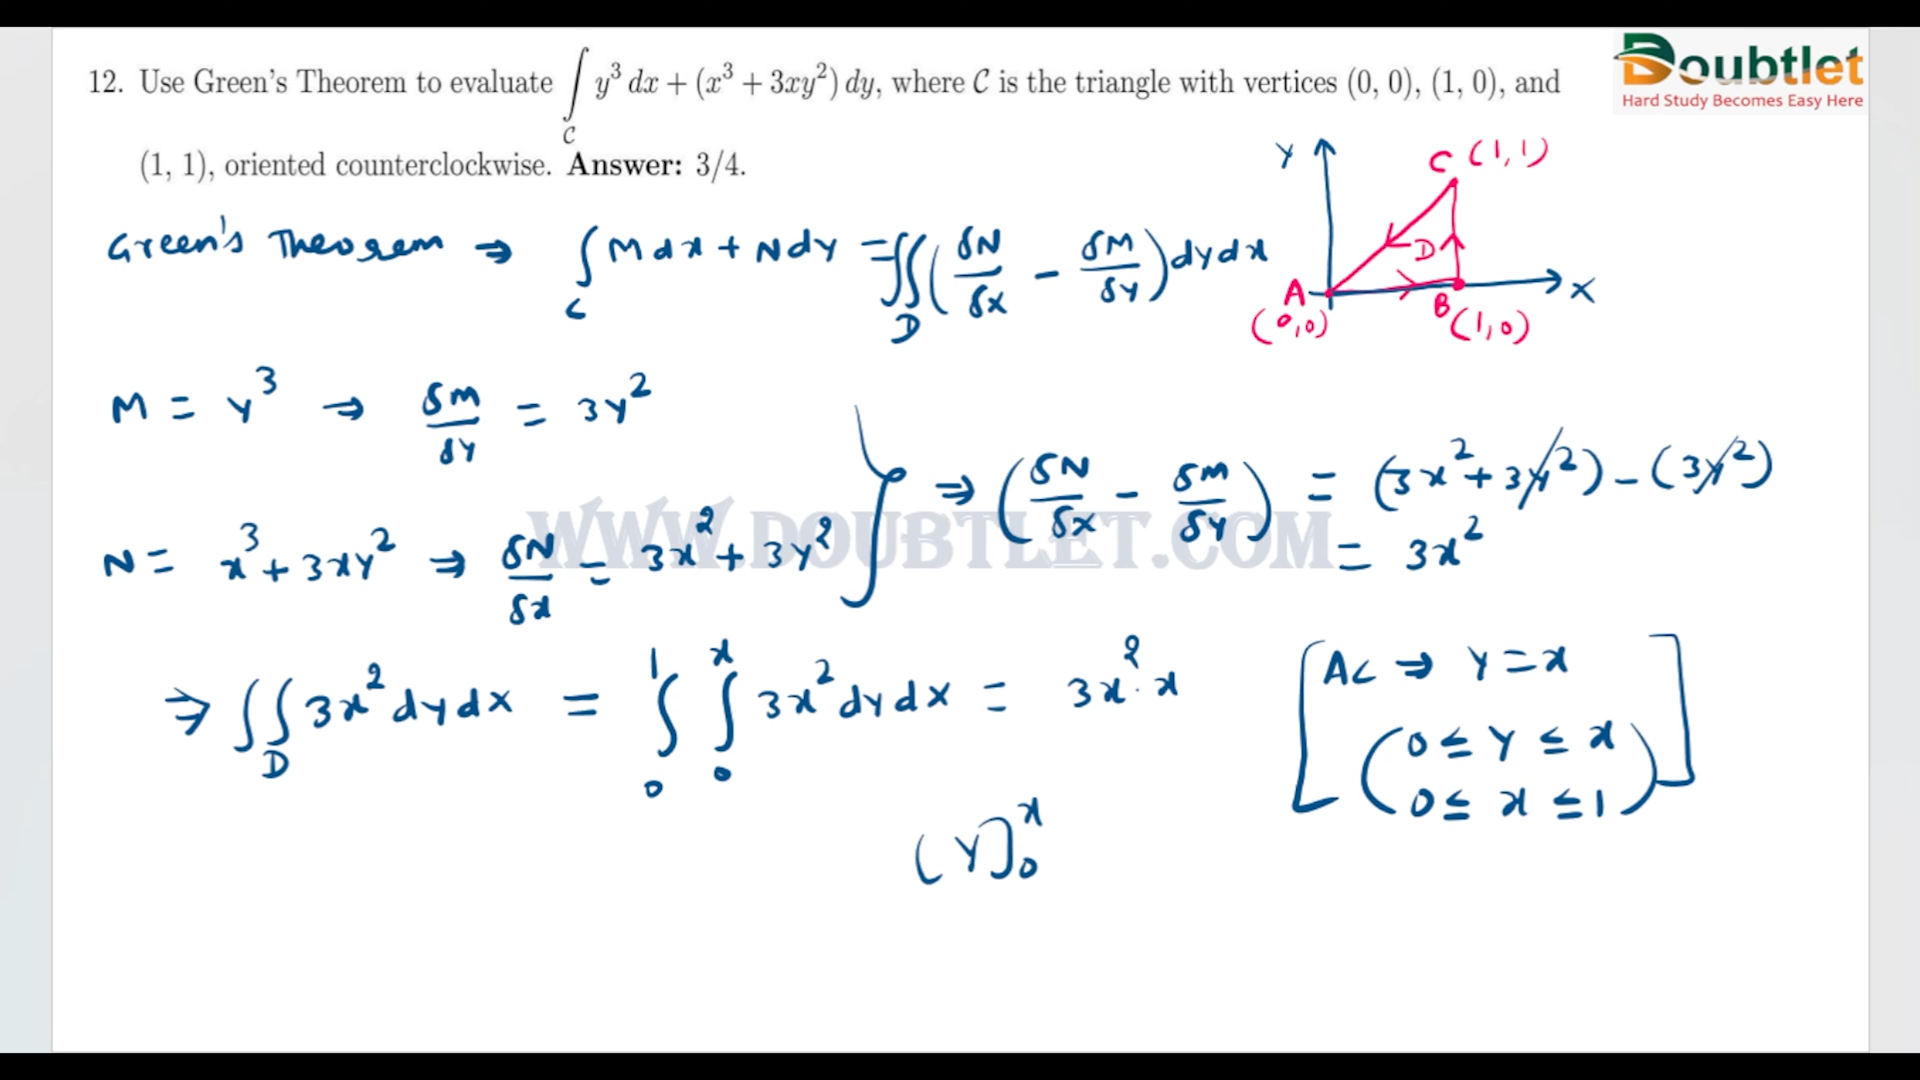 Doubtlet
Hard Study Becomes Easy Here
12. Use Green's Theorem to evaluate ∫_C y³ dx + (x³ + 3xy²) dy, where C is the triangle with vertices (0, 0), (1, 0), and
(1, 1), oriented counterclockwise. Answer: 3/4.
Y C (1,1)
D
A B X
(0,0) (1,0)
Green's Theorem ⇒ ∫_C M dx + N dy = ∬_D (δN/δx - δM/δy) dy dx
M = y³ → δM/δy = 3y²
⇒ (δN/δx - δM/δy) = (3x² + 3y²) - (3y²)
N = x³ + 3xy² ⇒ δN/δx = 3x² + 3y²
= 3x²
WWW.DOUBTLET.COM
⇒ ∬_D 3x² dy dx = ∫_0^1 ∫_0^x 3x² dy dx = 3x² · x
[AC ⇒ y = x
(0 ≤ y ≤ x
0 ≤ x ≤ 1)]
(y]_0^x